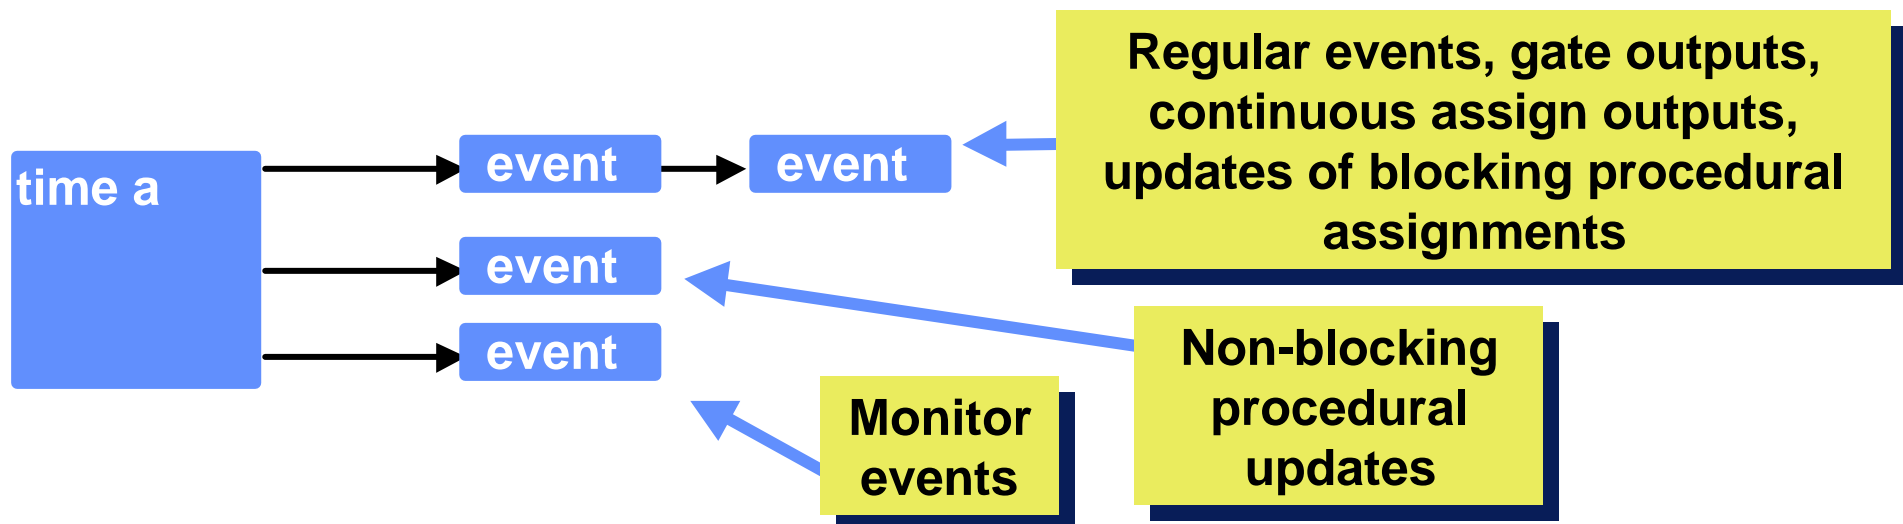 time a
event
event
event
event
Regular events, gate outputs,
continuous assign outputs,
updates of blocking procedural
assignments
Non-blocking
procedural
updates
Monitor
events